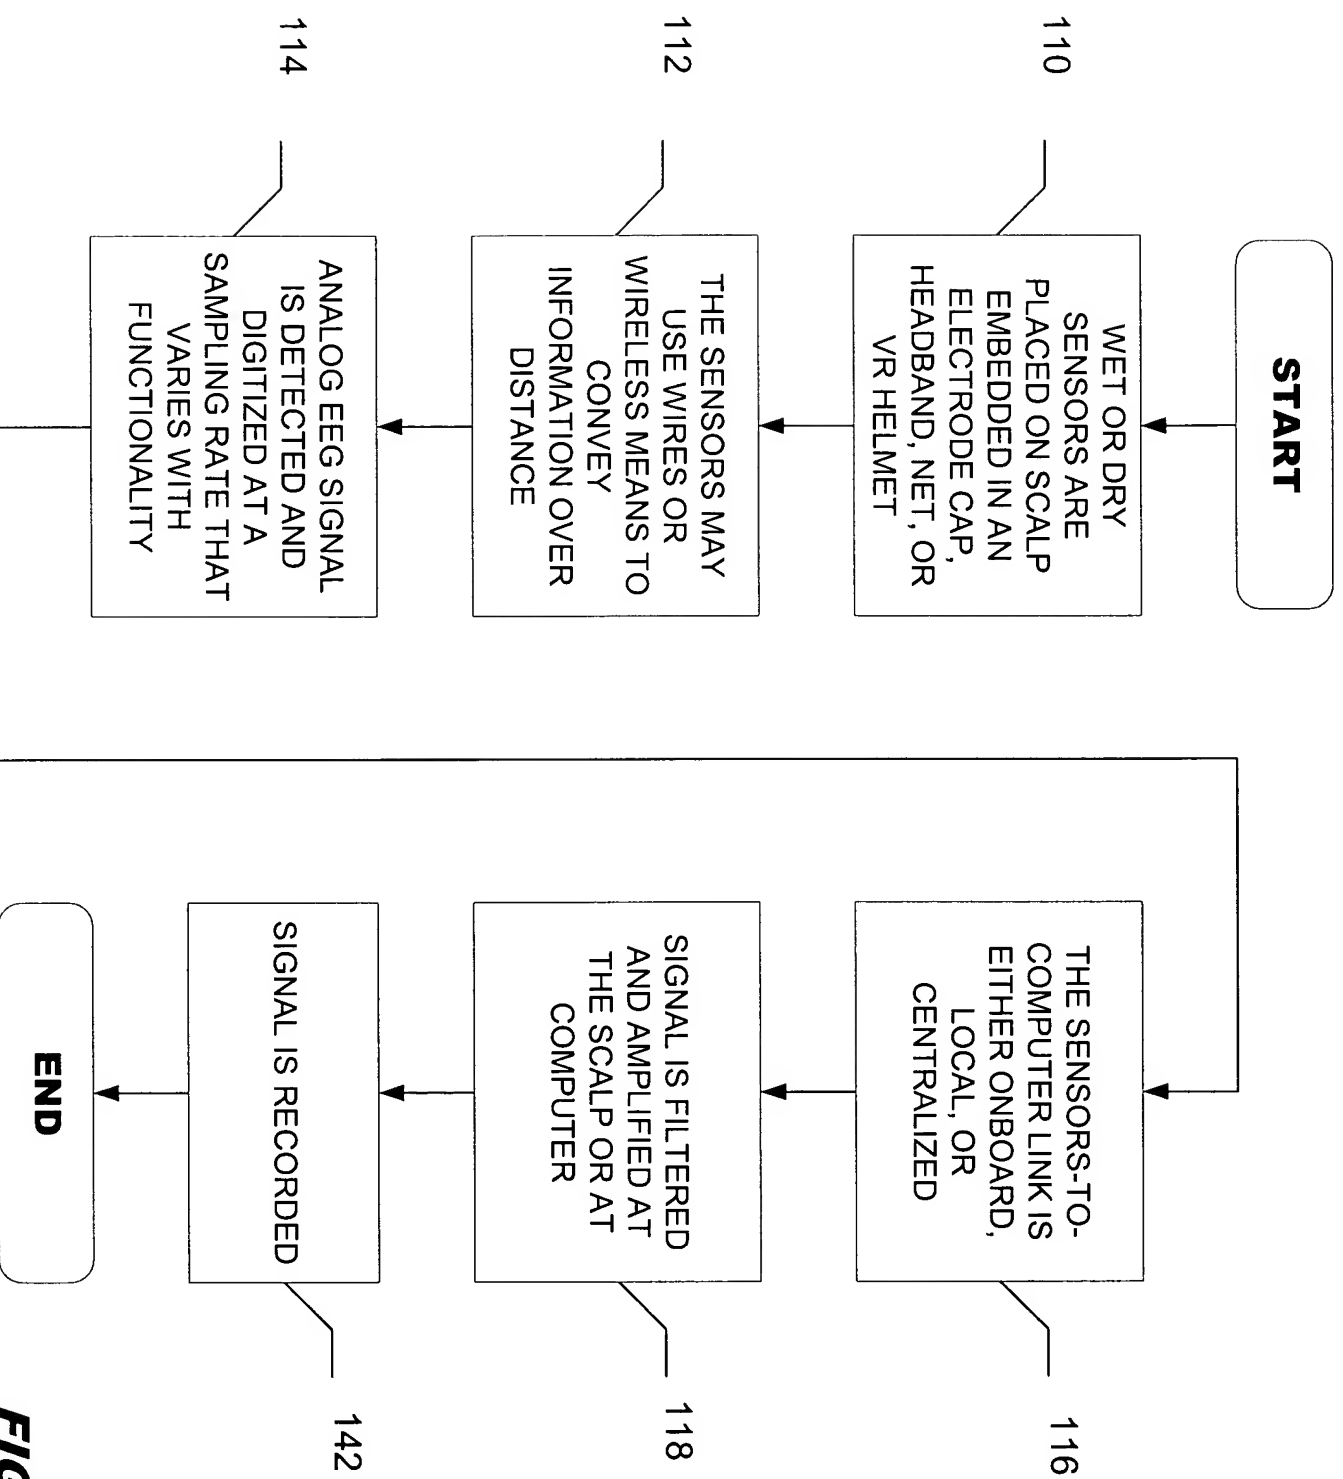 START
110
WET OR DRY
SENSORS ARE
PLACED ON SCALP
EMBEDDED IN AN
ELECTRODE CAP,
HEADBAND, NET, OR
VR HELMET
112
THE SENSORS MAY
USE WIRES OR
WIRELESS MEANS TO
CONVEY
INFORMATION OVER
DISTANCE
114
ANALOG EEG SIGNAL
IS DETECTED AND
DIGITIZED AT A
SAMPLING RATE THAT
VARIES WITH
FUNCTIONALITY
THE SENSORS-TO-
COMPUTER LINK IS
EITHER ONBOARD,
LOCAL, OR
CENTRALIZED
116
SIGNAL IS FILTERED
AND AMPLIFIED AT
THE SCALP OR AT
COMPUTER
118
SIGNAL IS RECORDED
142
END